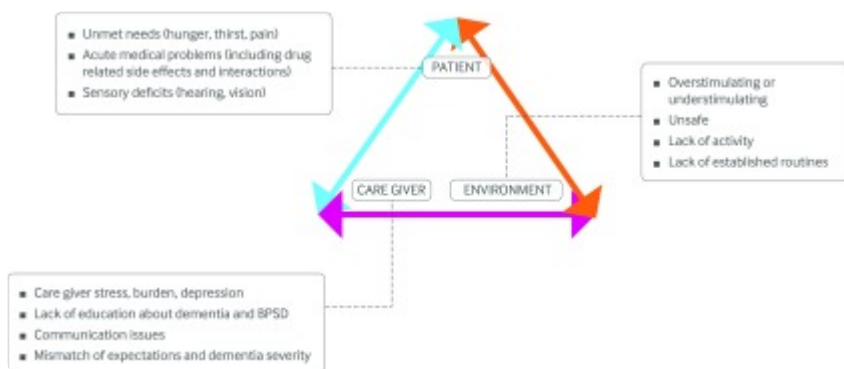 Unmet needs (hunger, thirst, pain)
Acute medical problems (including drug
related side effects and interactions)
Sensory deficits (hearing, vision)
PATIENT
Overstimulating or
understimulating
Unsafe
Lack of activity
Lack of established routines
CARE GIVER
ENVIRONMENT
Care giver stress, burden, depression
Lack of education about dementia and BPSD
Communication issues
Mismatch of expectations and dementia severity